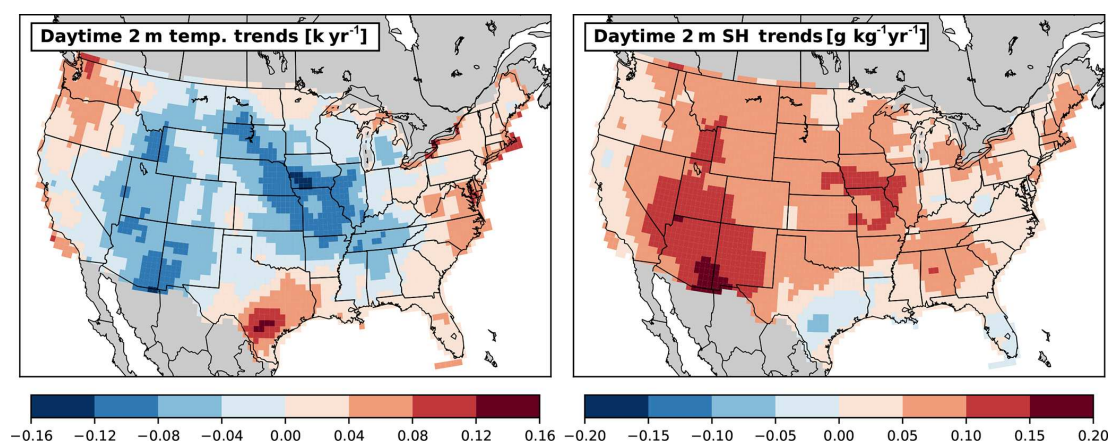 Daytime 2 m temp. trends [k yr⁻¹]
Daytime 2 m SH trends [g kg⁻¹yr⁻¹]
−0.16 −0.12 −0.08 −0.04 0.00 0.04 0.08 0.12 0.16
−0.20 −0.15 −0.10 −0.05 0.00 0.05 0.10 0.15 0.20